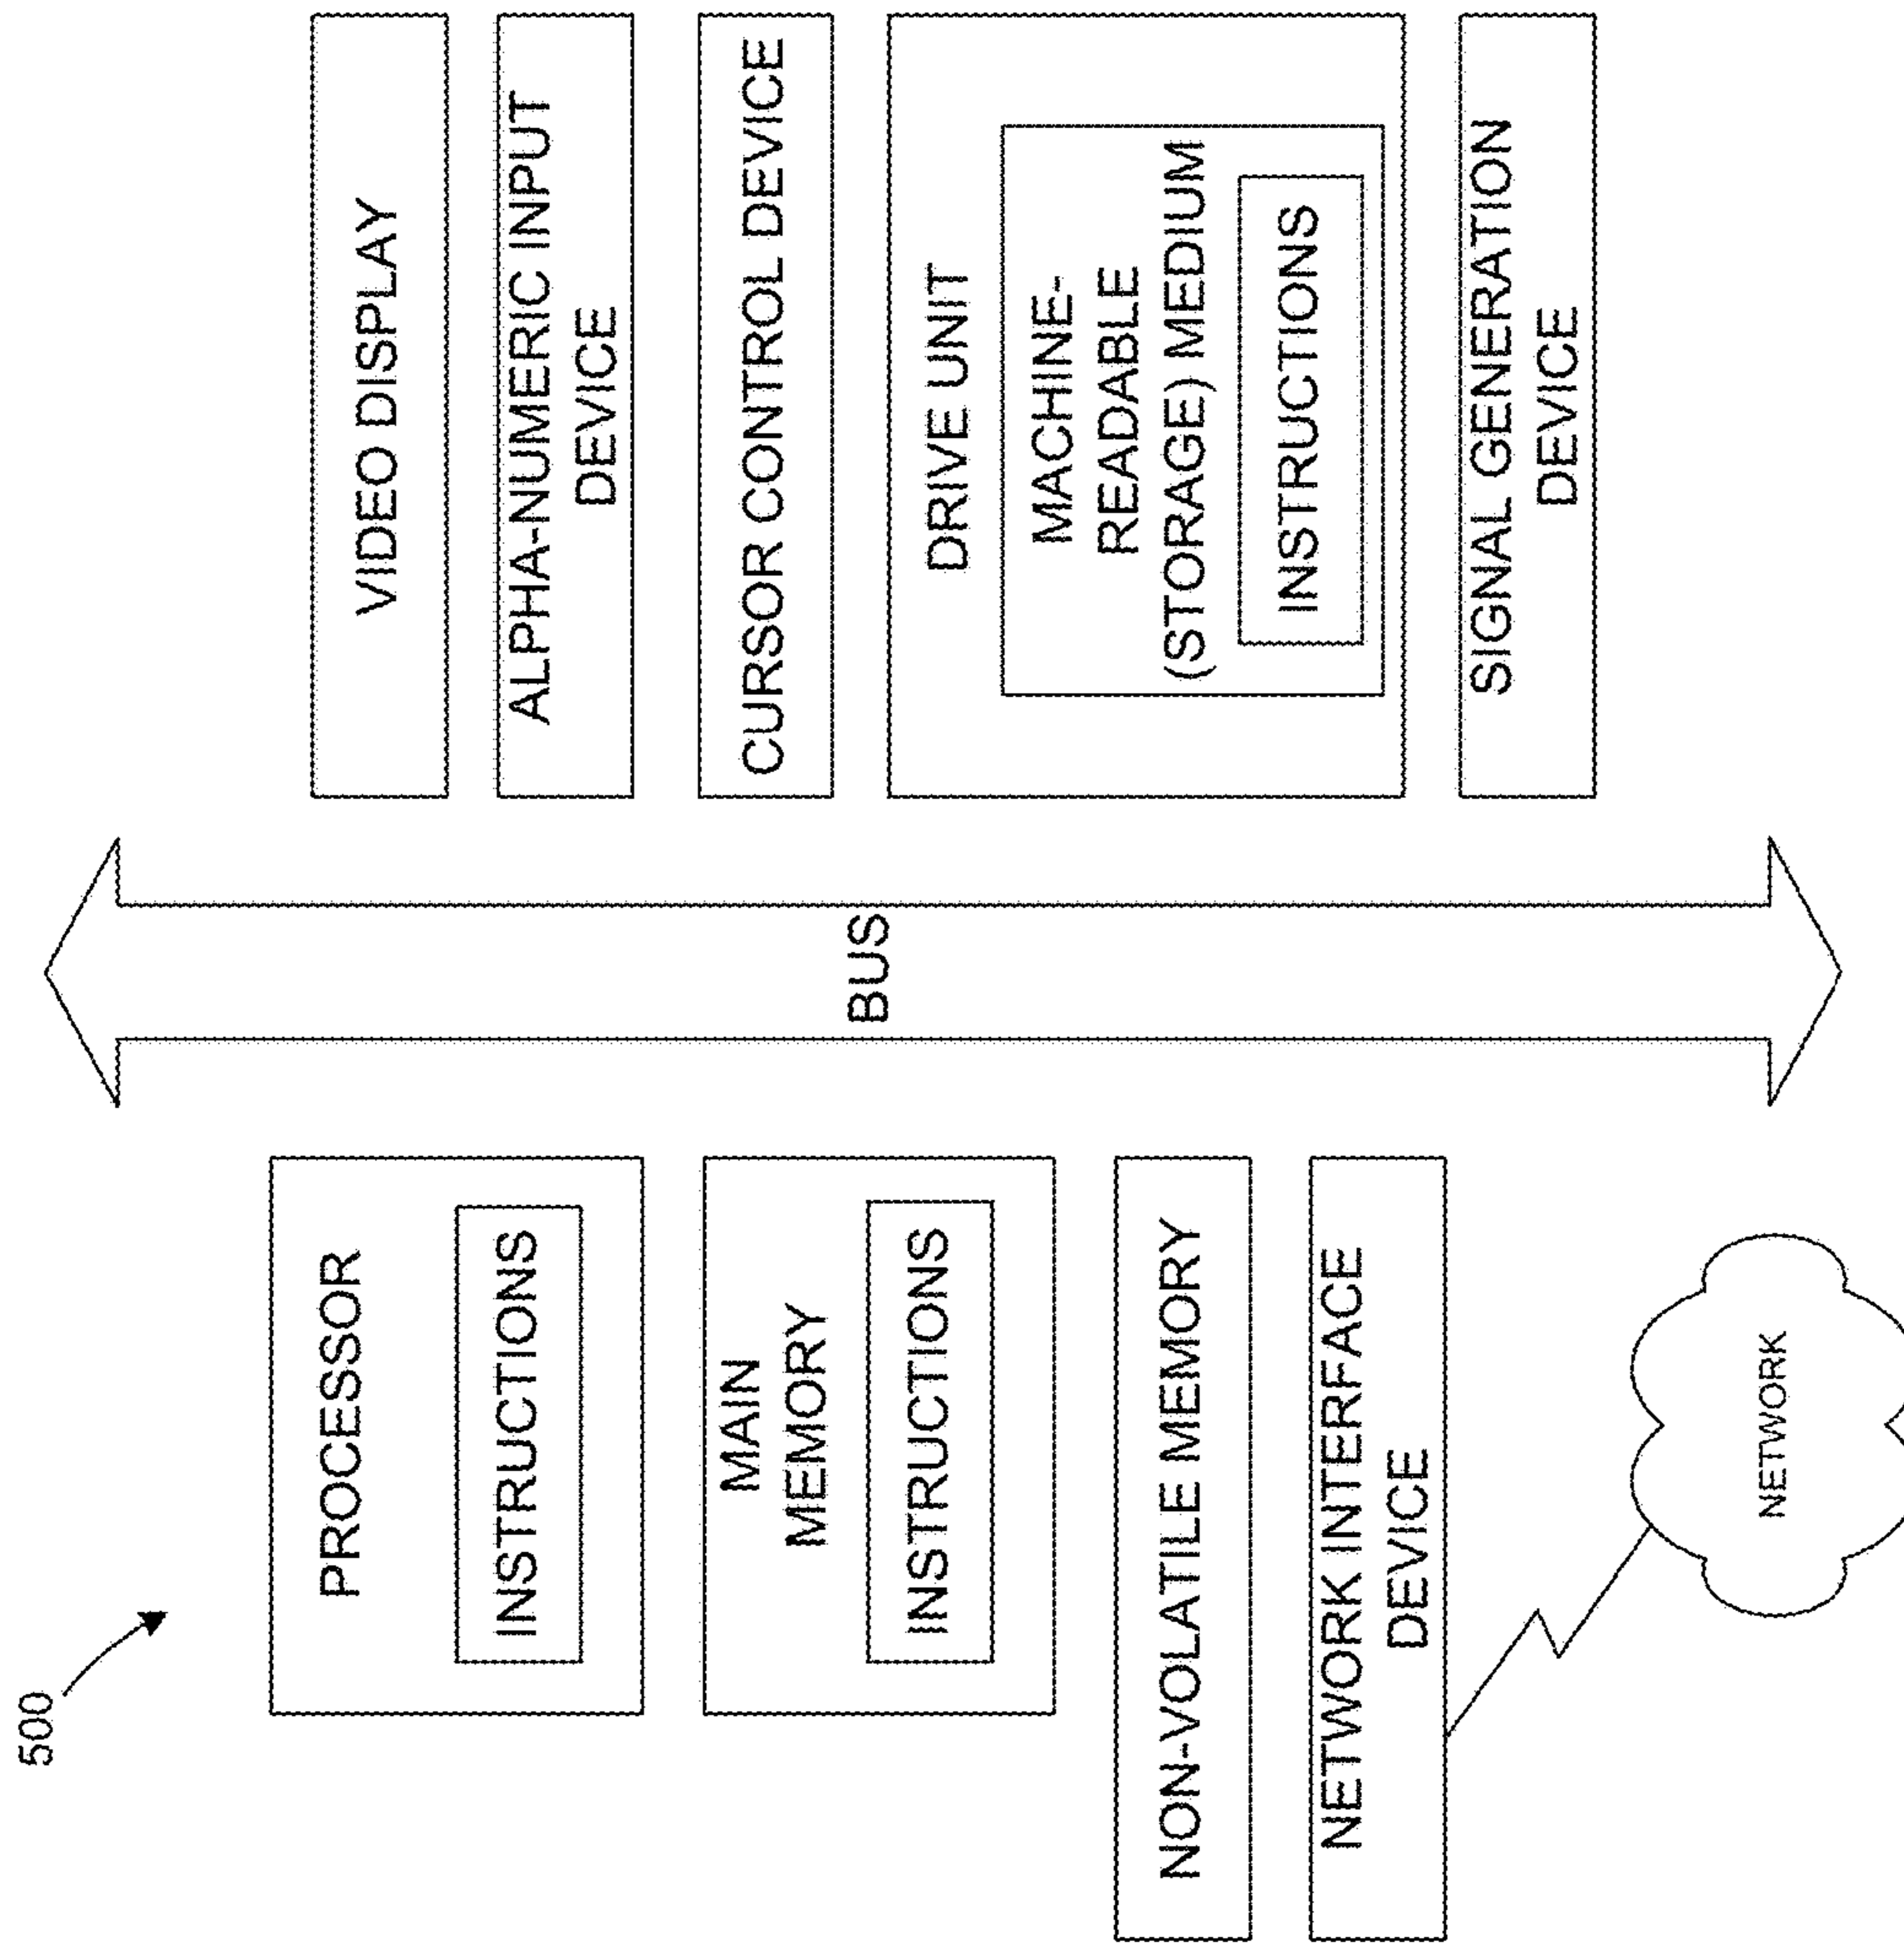 500
PROCESSOR
INSTRUCTIONS
MAIN
MEMORY
INSTRUCTIONS
NON-VOLATILE MEMORY
NETWORK INTERFACE
DEVICE
NETWORK
BUS
VIDEO DISPLAY
ALPHA-NUMERIC INPUT
DEVICE
CURSOR CONTROL DEVICE
DRIVE UNIT
MACHINE-
READABLE
(STORAGE) MEDIUM
INSTRUCTIONS
SIGNAL GENERATION
DEVICE